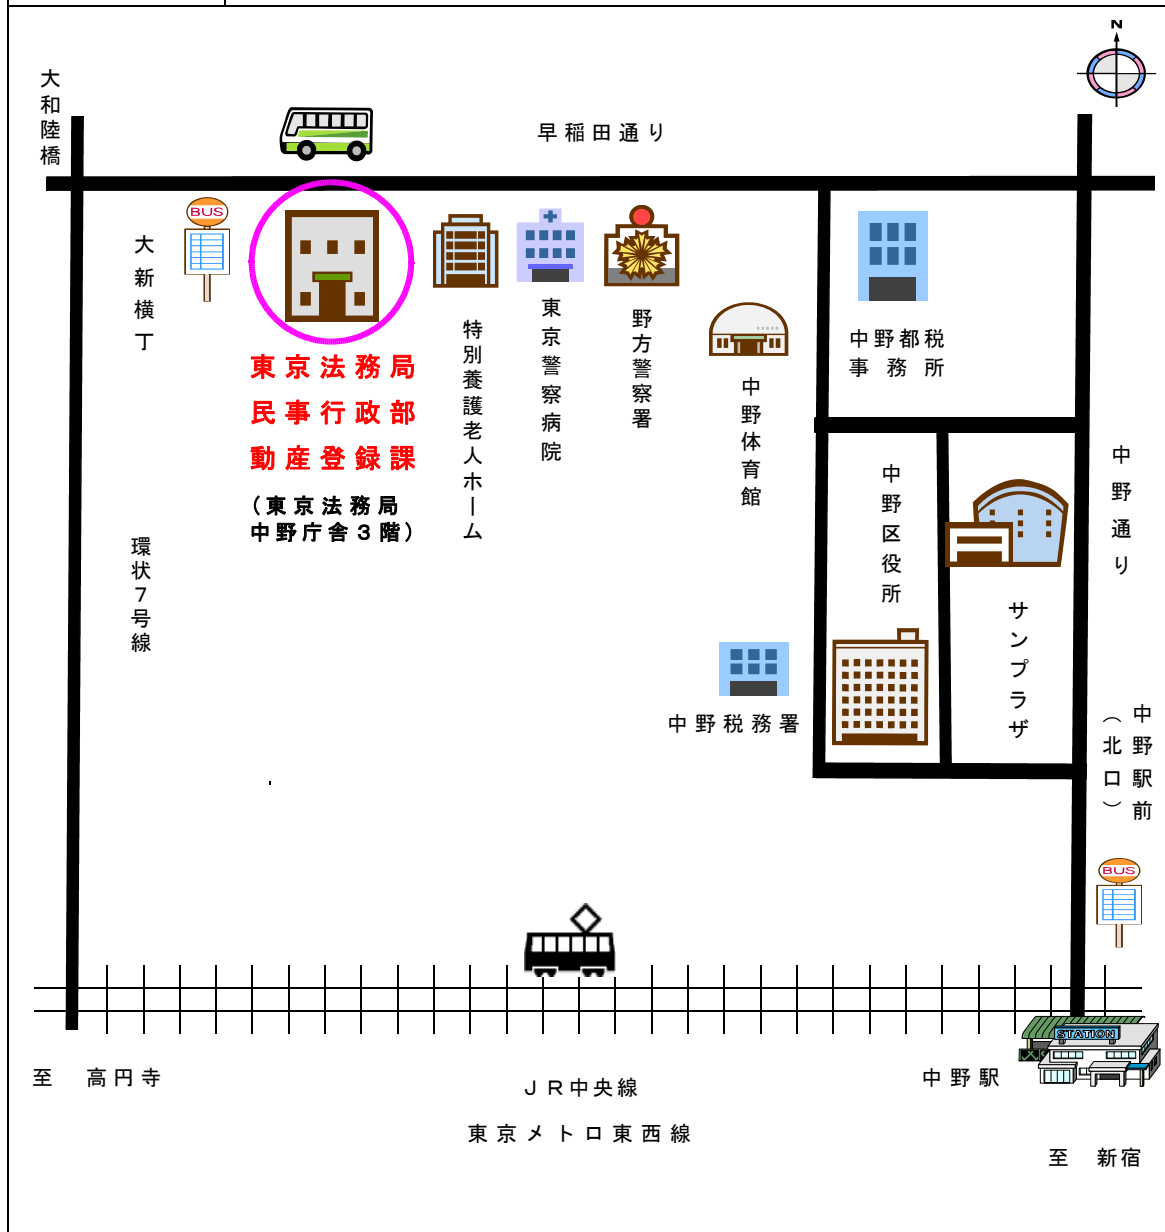 N
大和陸橋
早稲田通り
BUS
大新横丁
東京法務局
民事行政部
動産登録課
（東京法務局
中野庁舎３階）
特別養護老人ホーム
東京警察病院
野方警察署
中野体育館
中野都税
事務所
中野区役所
サンプラザ
中野通り
環状７号線
中野税務署
中野駅前
（北口）
BUS
STATION
至　高円寺
ＪＲ中央線
中野駅
東京メトロ東西線
至　新宿